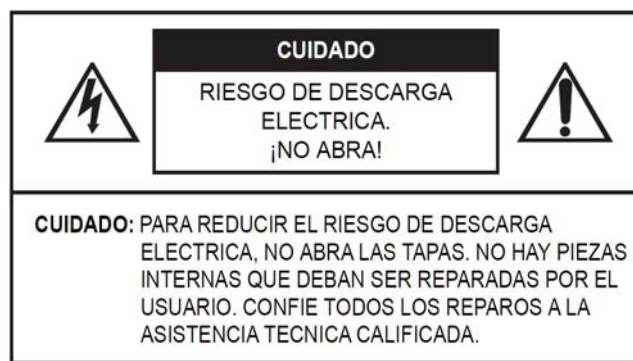 CUIDADO
RIESGO DE DESCARGA
ELECTRICA.
¡NO ABRA!
CUIDADO: PARA REDUCIR EL RIESGO DE DESCARGA
ELECTRICA, NO ABRA LAS TAPAS. NO HAY PIEZAS
INTERNAS QUE DEBAN SER REPARADAS POR EL
USUARIO. CONFIE TODOS LOS REPAROS A LA
ASISTENCIA TECNICA CALIFICADA.